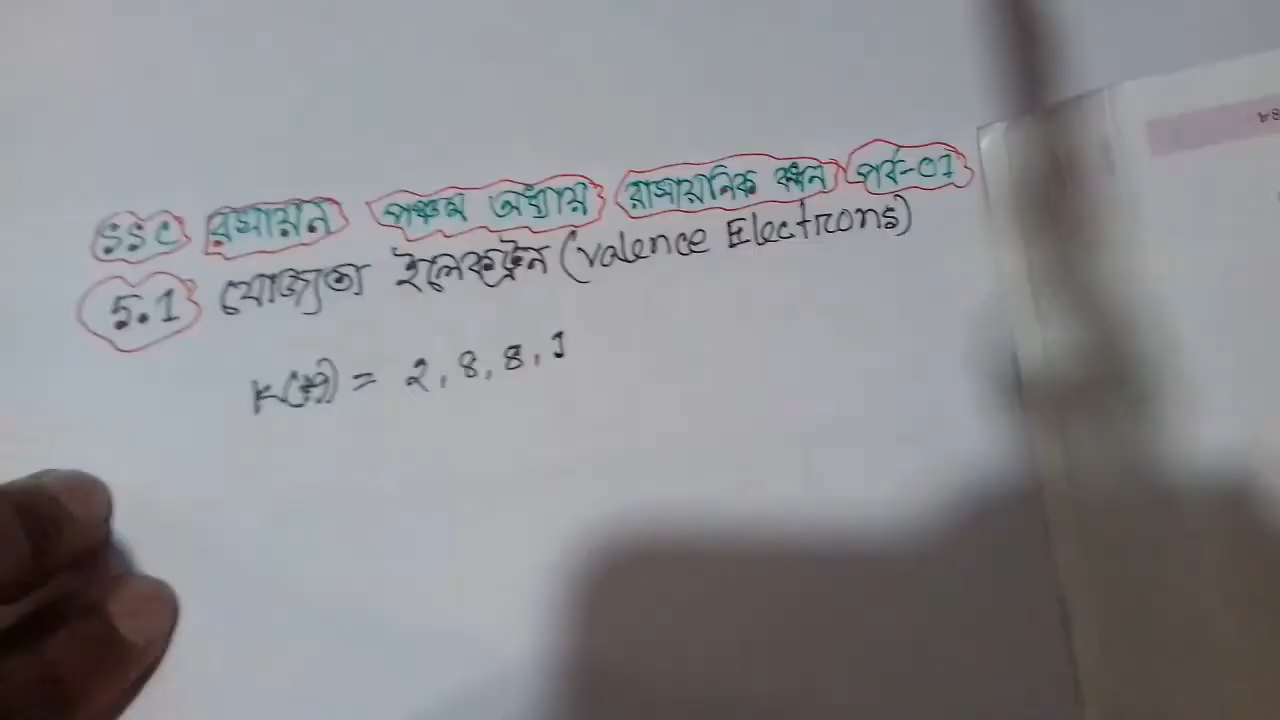 SSC রসায়ন পঞ্চম অধ্যায় রাসায়নিক বন্ধন পর্ব-01
5.1 যোজ্যতা ইলেকট্রন (Valence Electrons)
K(19) = 2, 8, 8, 1